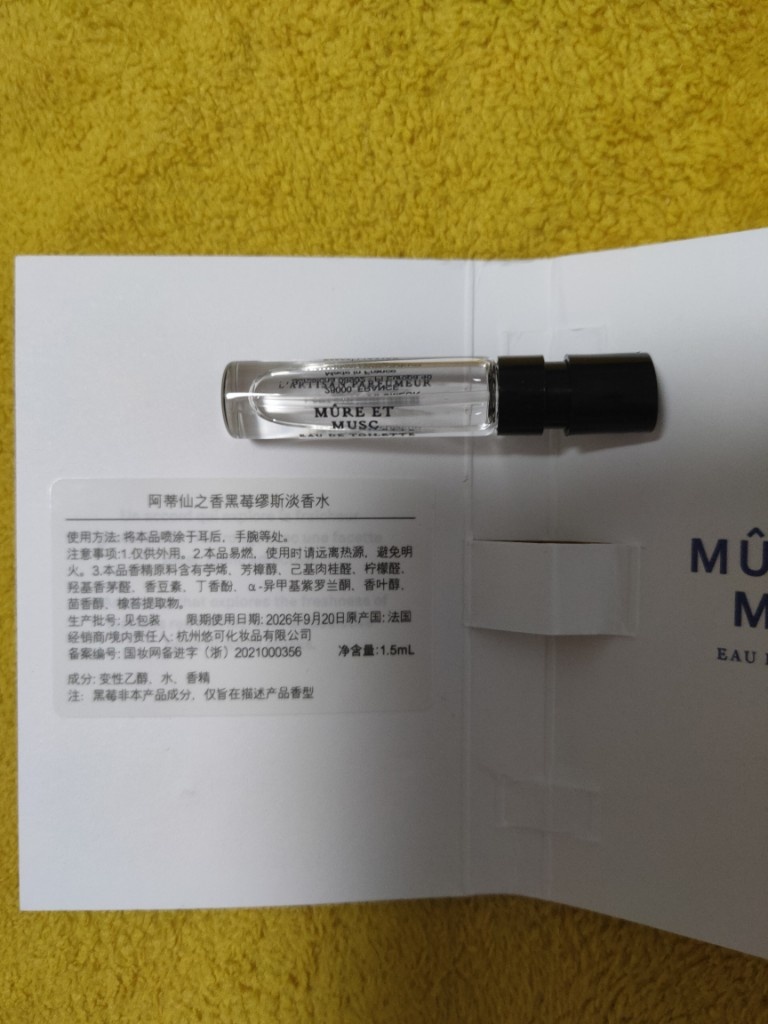 L'ARTISAN PARFUMEUR
MÛRE ET
MUSC
EAU DE TOILETTE
阿蒂仙之香黑莓缪斯淡香水
使用方法: 将本品喷涂于耳后，手腕等处。
注意事项:1.仅供外用。2.本品易燃，使用时请远离热源，避免明
火。3.本品香精原料含有苧烯、芳樟醇、己基肉桂醛、柠檬醛、
羟基香茅醛、香豆素、丁香酚、α-异甲基紫罗兰酮、香叶醇、
茴香醇、橡苔提取物。
生产批号: 见包装 限期使用日期: 2026年9月20日原产国: 法国
经销商/境内责任人: 杭州悠可化妆品有限公司
备案编号: 国妆网备进字（浙）2021000356 净含量:1.5mL
成分: 变性乙醇、水、香精
注: 黑莓非本产品成分，仅旨在描述产品香型
MÛ
M
EAU